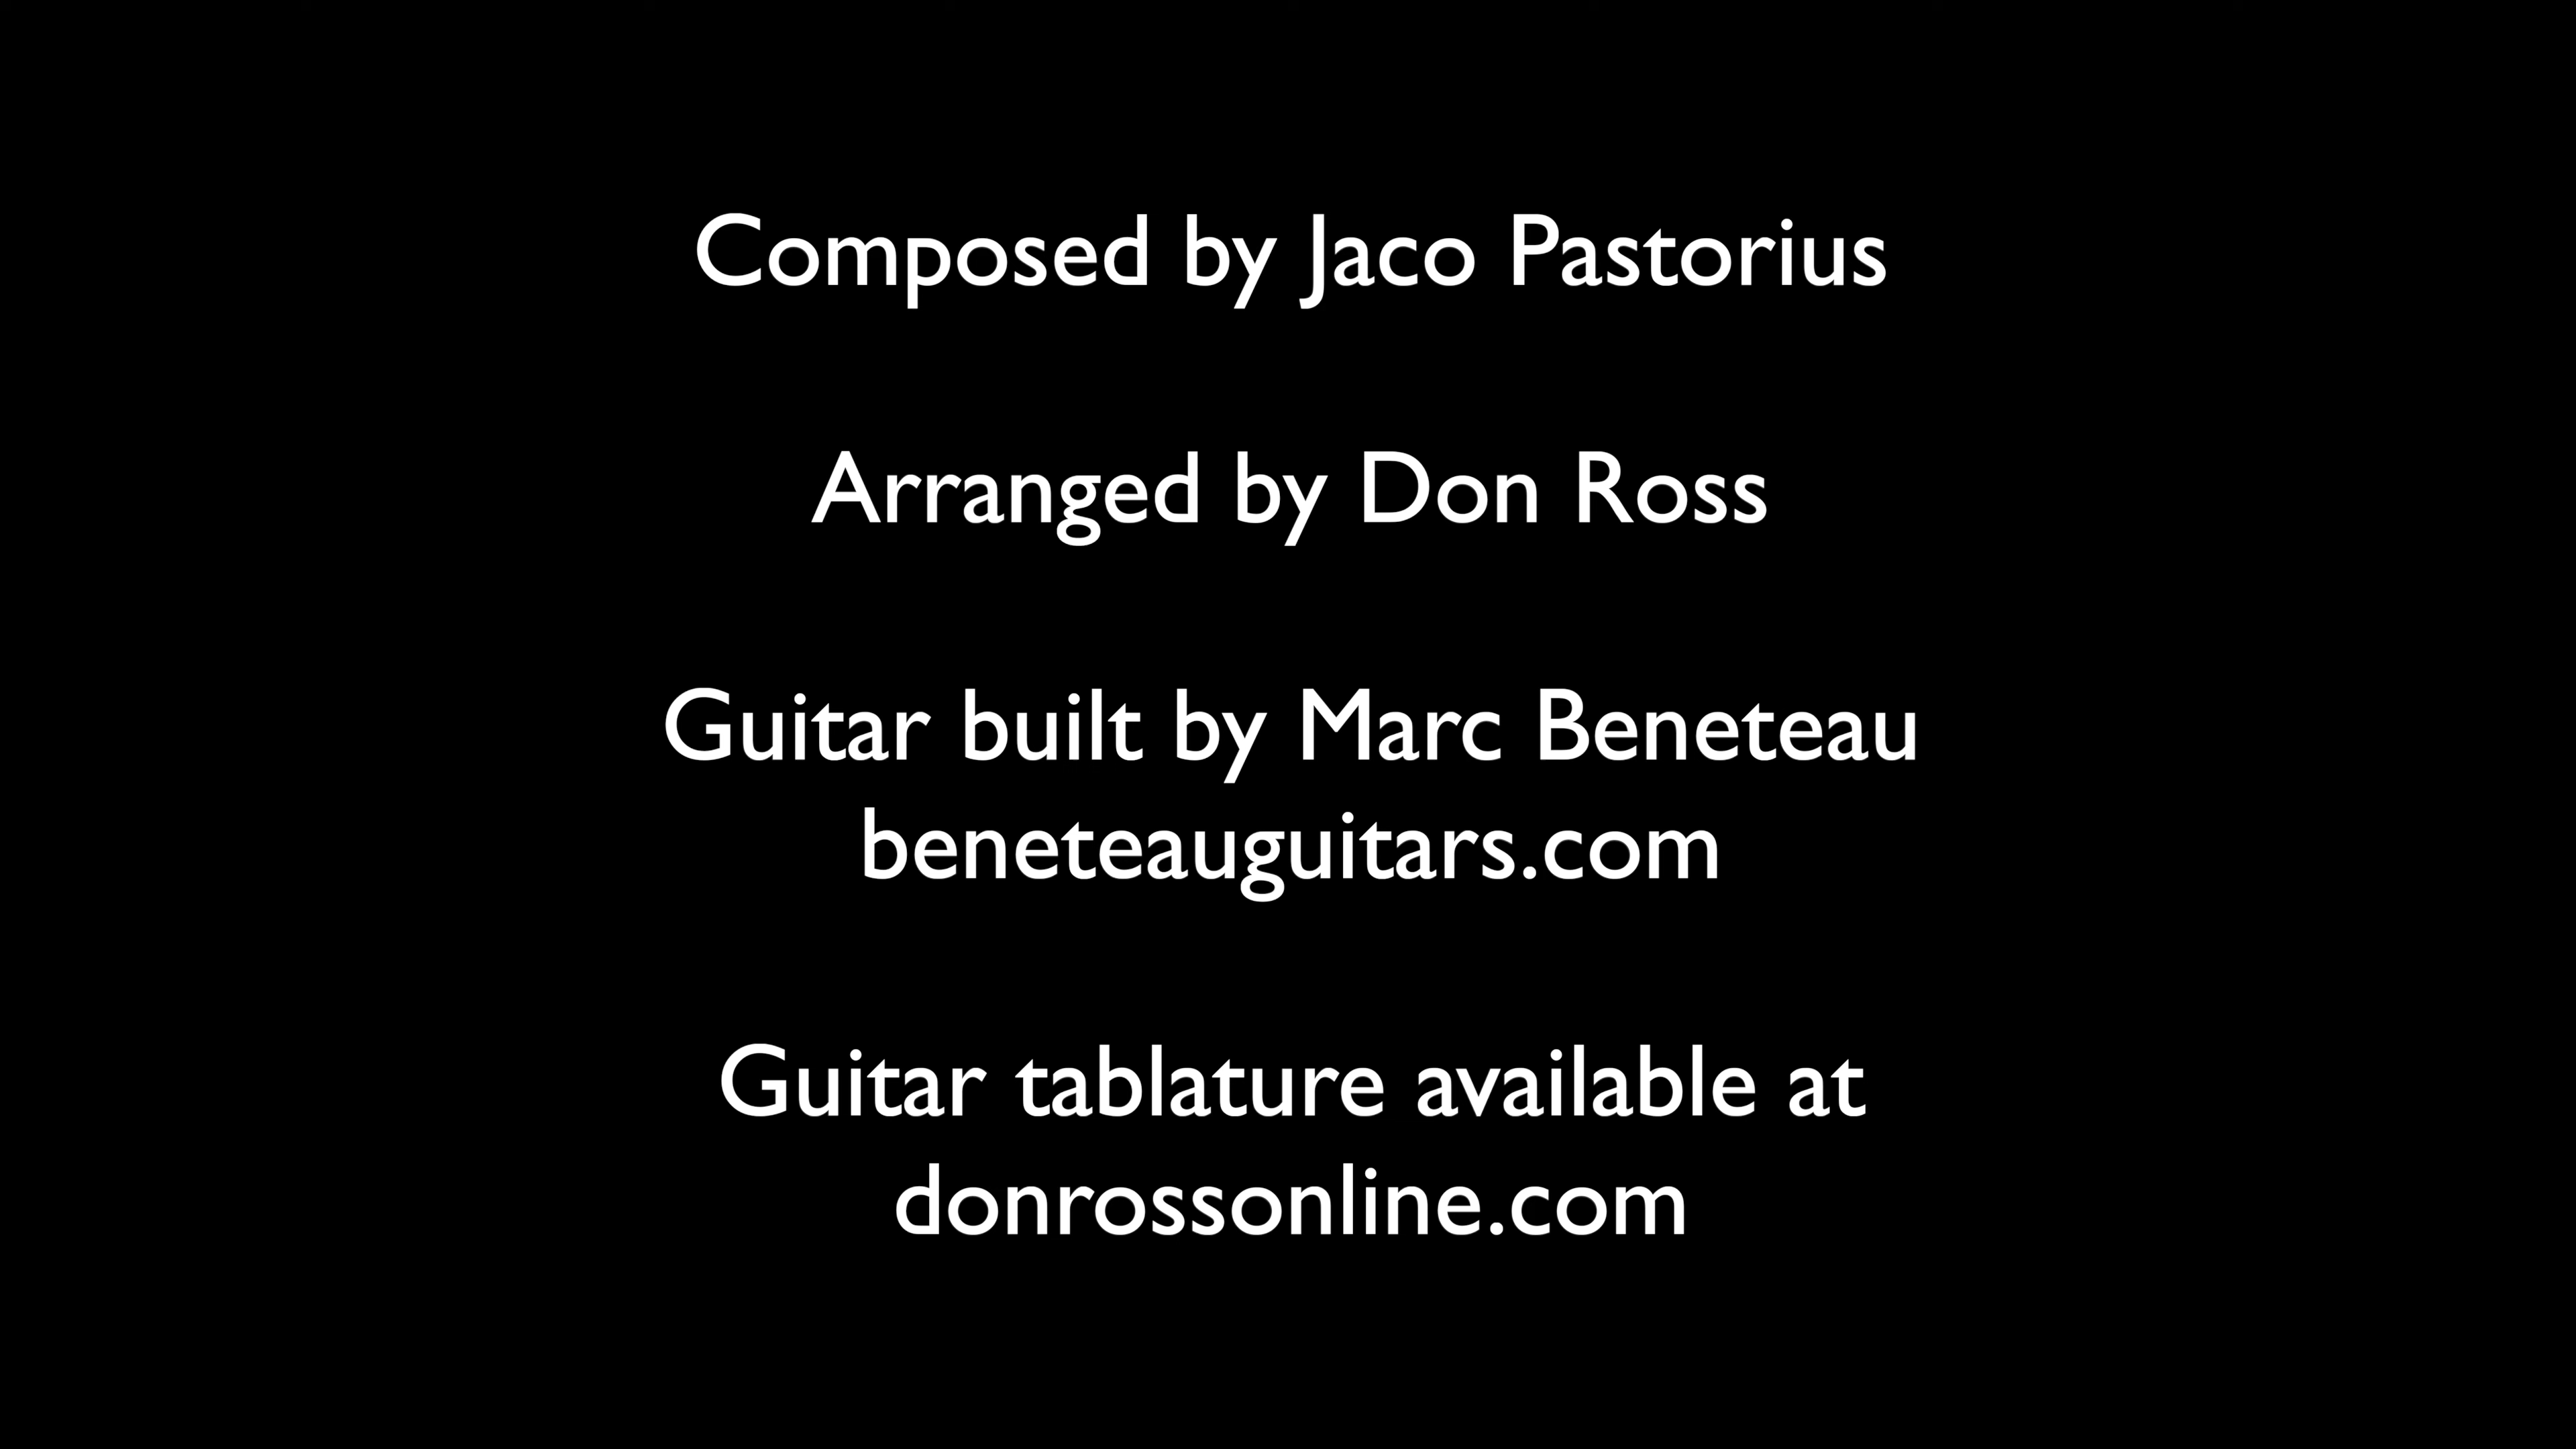 Composed by Jaco Pastorius
Arranged by Don Ross
Guitar built by Marc Beneteau
beneteauguitars.com
Guitar tablature available at
donrossonline.com